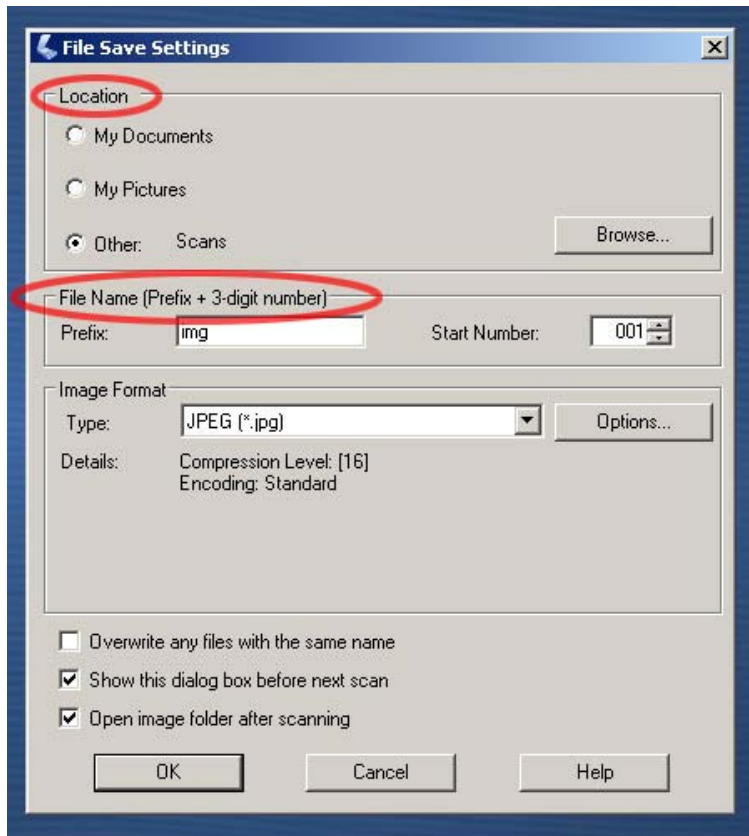 File Save Settings
Location
My Documents
My Pictures
Other: Scans Browse...
File Name (Prefix + 3-digit number)
Prefix: img Start Number: 001
Image Format
Type: JPEG (*.jpg) Options...
Details: Compression Level: [16]
Encoding: Standard
Overwrite any files with the same name
Show this dialog box before next scan
Open image folder after scanning
OK Cancel Help